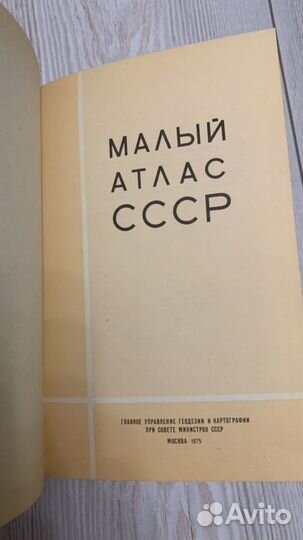 МАЛЫЙ
АТЛАС
СССР
ГЛАВНОЕ УПРАВЛЕНИЕ ГЕОДЕЗИИ И КАРТОГРАФИИ
ПРИ СОВЕТЕ МИНИСТРОВ СССР
МОСКВА 1975
Avito